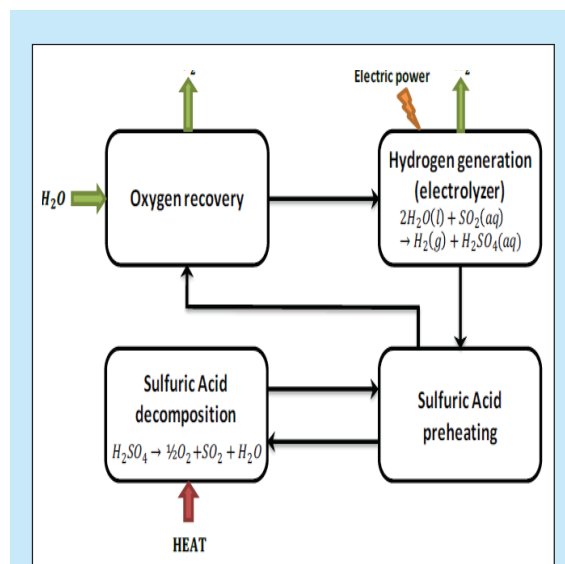 Electric power
H₂O
Oxygen recovery
Hydrogen generation
(electrolyzer)
2H₂O(l) + SO₂(aq)
→ H₂(g) + H₂SO₄(aq)
Sulfuric Acid
decomposition
H₂SO₄ → ½O₂ + SO₂ + H₂O
Sulfuric Acid
preheating
HEAT